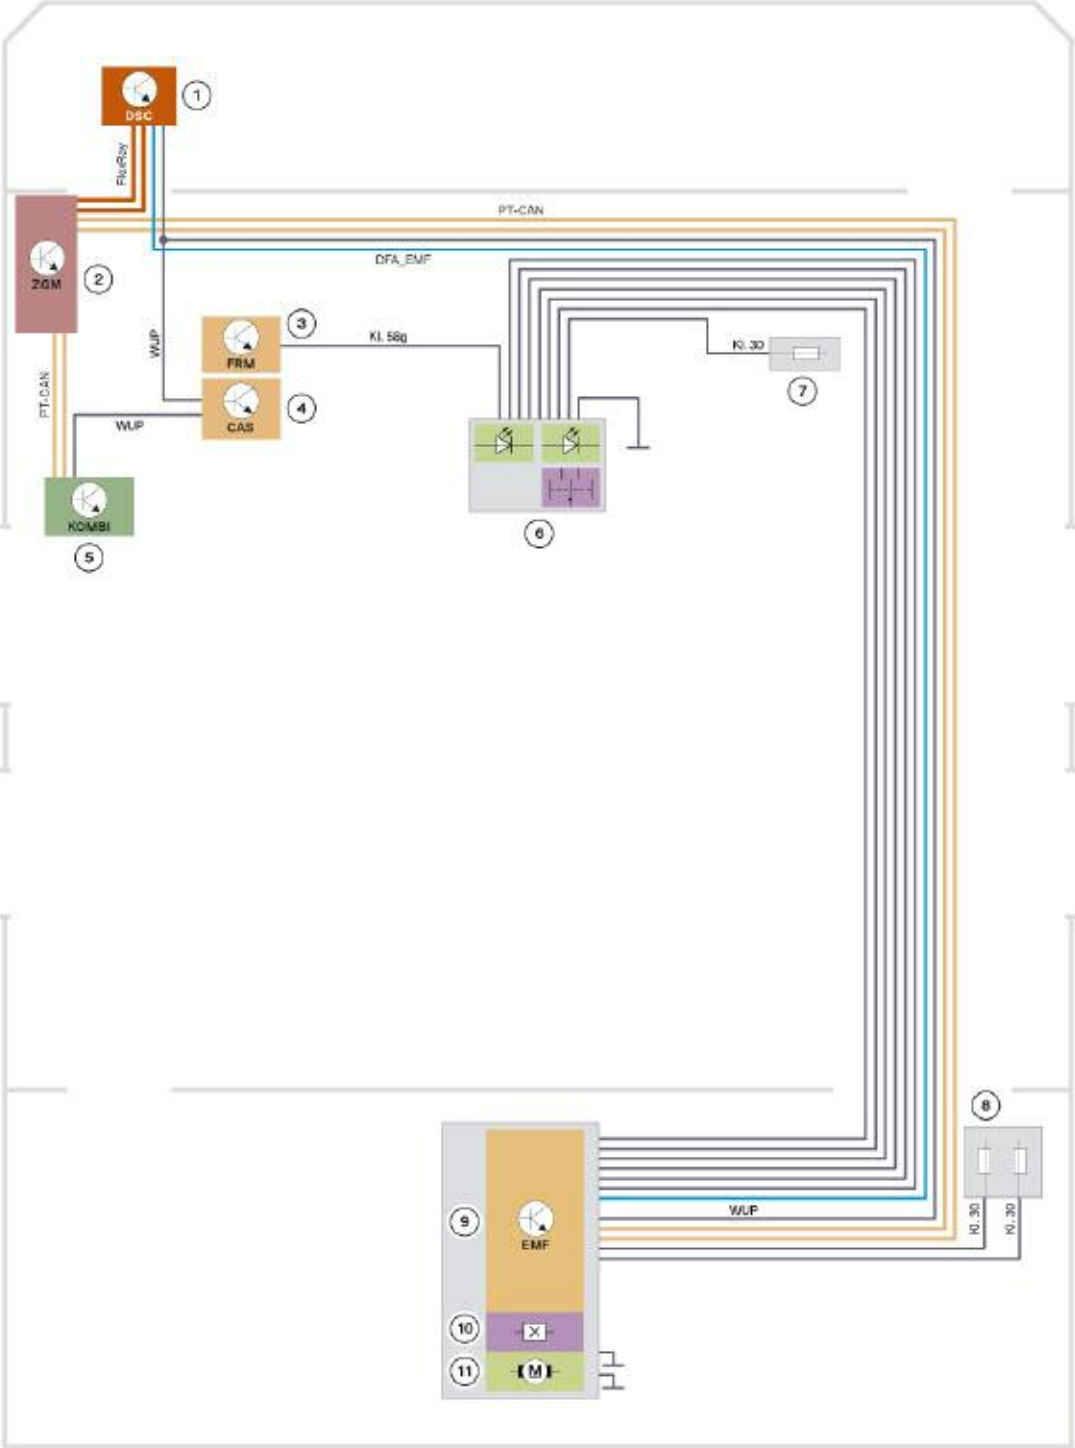 DSC
1
FlexRay
PT-CAN
DFA_EMF
ZGM
2
WUP
FRM
3
Kl. 58g
Kl. 30
7
CAS
4
PT-CAN
WUP
KOMBI
5
6
8
9
EMF
WUP
Kl. 30
Kl. 30
10
X
11
M